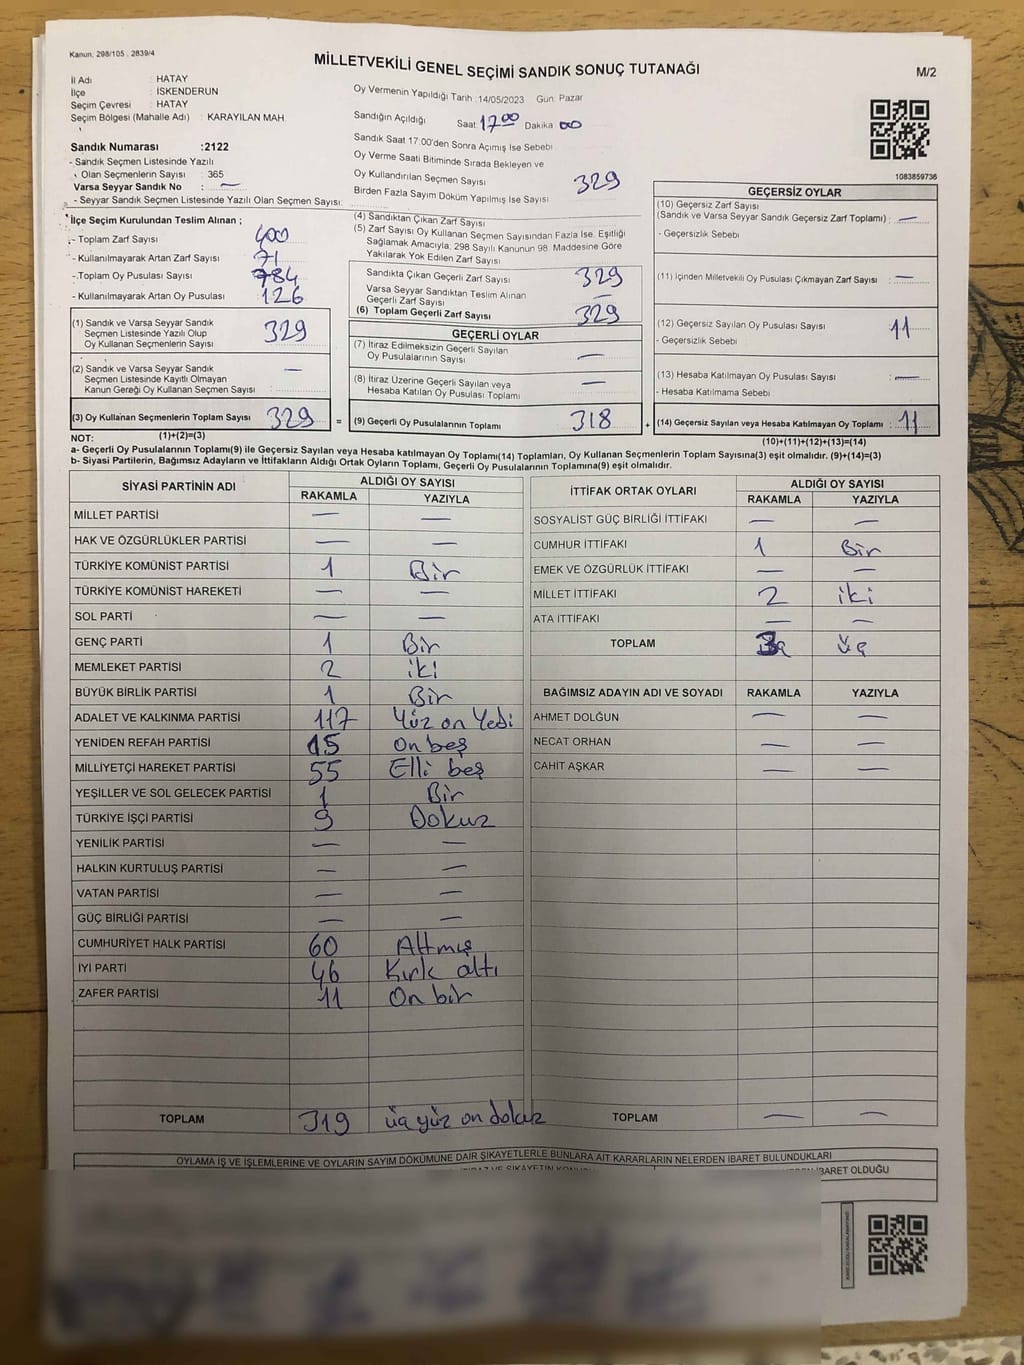 Kanun: 298/105 , 2839/4
MİLLETVEKİLİ GENEL SEÇİMİ SANDIK SONUÇ TUTANAĞI
M/2
İl Adı : HATAY
İlçe : İSKENDERUN
Seçim Çevresi : HATAY
Seçim Bölgesi (Mahalle Adı) : KARAYILAN MAH.
Sandık Numarası :2122
- Sandık Seçmen Listesinde Yazılı
Olan Seçmenlerin Sayısı : 365
Varsa Seyyar Sandık No : —
- Seyyar Sandık Seçmen Listesinde Yazılı Olan Seçmen Sayısı:
Oy Vermenin Yapıldığı Tarih :14/05/2023 Gün: Pazar
Sandığın Açıldığı Saat 17:00 Dakika 00
Sandık Saat 17:00'den Sonra Açımış İse Sebebi
Oy Verme Saati Bitiminde Sırada Bekleyen ve
Oy Kullandırılan Seçmen Sayısı 329
Birden Fazla Sayım Döküm Yapılmış İse Sayısı
1083859736
İlçe Seçim Kurulundan Teslim Alınan ;
- Toplam Zarf Sayısı 400
- Kullanılmayarak Artan Zarf Sayısı 71
- Toplam Oy Pusulası Sayısı 784
- Kullanılmayarak Artan Oy Pusulası 126
(1) Sandık ve Varsa Seyyar Sandık
Seçmen Listesinde Yazılı Olup
Oy Kullanan Seçmenlerin Sayısı 329
(2) Sandık ve Varsa Seyyar Sandık
Seçmen Listesinde Kayıtlı Olmayan
Kanun Gereği Oy Kullanan Seçmen Sayısı : —
(3) Oy Kullanan Seçmenlerin Toplam Sayısı 329 =
(1)+(2)=(3)
(4) Sandıktan Çıkan Zarf Sayısı
(5) Zarf Sayısı Oy Kullanan Seçmen Sayısından Fazla İse, Eşitliği
Sağlamak Amacıyla; 298 Sayılı Kanunun 98. Maddesine Göre
Yakılarak Yok Edilen Zarf Sayısı
Sandıkta Çıkan Geçerli Zarf Sayısı 329
Varsa Seyyar Sandıktan Teslim Alınan
Geçerli Zarf Sayısı —
(6) Toplam Geçerli Zarf Sayısı 329
GEÇERLİ OYLAR
(7) İtiraz Edilmeksizin Geçerli Sayılan
Oy Pusulalarının Sayısı —
(8) İtiraz Üzerine Geçerli Sayılan veya
Hesaba Katılan Oy Pusulaları Toplamı —
(9) Geçerli Oy Pusulalarının Toplamı 318 +
GEÇERSİZ OYLAR
(10) Geçersiz Zarf Sayısı
(Sandık ve Varsa Seyyar Sandık Geçersiz Zarf Toplamı) : —
- Geçersizlik Sebebi
(11) İçinden Milletvekili Oy Pusulası Çıkmayan Zarf Sayısı : —
(12) Geçersiz Sayılan Oy Pusulası Sayısı : 11
- Geçersizlik Sebebi
(13) Hesaba Katılmayan Oy Pusulası Sayısı : —
- Hesaba Katılmama Sebebi
(14) Geçersiz Sayılan veya Hesaba Katılmayan Oy Toplamı : 11
(10)+(11)+(12)+(13)=(14)
NOT:
a- Geçerli Oy Pusulalarının Toplamı(9) ile Geçersiz Sayılan veya Hesaba katılmayan Oy Toplamı(14) Toplamları, Oy Kullanan Seçmenlerin Toplam Sayısına(3) eşit olmalıdır. (9)+(14)=(3)
b- Siyasi Partilerin, Bağımsız Adayların ve İttifakların Aldığı Ortak Oyların Toplamı, Geçerli Oy Pusulalarının Toplamına(9) eşit olmalıdır.
SİYASİ PARTİNİN ADI ALDIĞI OY SAYISI
RAKAMLA YAZIYLA
MİLLET PARTİSİ — —
HAK VE ÖZGÜRLÜKLER PARTİSİ — —
TÜRKİYE KOMÜNİST PARTİSİ 1 Bir
TÜRKİYE KOMÜNİST HAREKETİ — —
SOL PARTİ — —
GENÇ PARTİ 1 Bir
MEMLEKET PARTİSİ 2 iki
BÜYÜK BİRLİK PARTİSİ 1 Bir
ADALET VE KALKINMA PARTİSİ 117 Yüz on Yedi
YENİDEN REFAH PARTİSİ 15 On beş
MİLLİYETÇİ HAREKET PARTİSİ 55 Elli beş
YEŞİLLER VE SOL GELECEK PARTİSİ 1 Bir
TÜRKİYE İŞÇİ PARTİSİ 9 Dokuz
YENİLİK PARTİSİ — —
HALKIN KURTULUŞ PARTİSİ — —
VATAN PARTİSİ — —
GÜÇ BİRLİĞİ PARTİSİ — —
CUMHURİYET HALK PARTİSİ 60 Altmış
İYİ PARTİ 46 Kırk altı
ZAFER PARTİSİ 11 On bir
TOPLAM 319 üç yüz on dokuz
İTTİFAK ORTAK OYLARI ALDIĞI OY SAYISI
RAKAMLA YAZIYLA
SOSYALİST GÜÇ BİRLİĞİ İTTİFAKI — —
CUMHUR İTTİFAKI 1 Bir
EMEK VE ÖZGÜRLÜK İTTİFAKI — —
MİLLET İTTİFAKI 2 iki
ATA İTTİFAKI — —
TOPLAM 3 üç
BAĞIMSIZ ADAYIN ADI VE SOYADI RAKAMLA YAZIYLA
AHMET DOLĞUN — —
NECAT ORHAN — —
CAHİT AŞKAR — —
TOPLAM — —
OYLAMA İŞ VE İŞLEMLERİNE VE OYLARIN SAYIM DÖKÜMÜNE DAİR ŞİKAYETLERLE BUNLARA AİT KARARLARIN NELERDEN İBARET BULUNDUKLARI
İBARET OLDUĞU